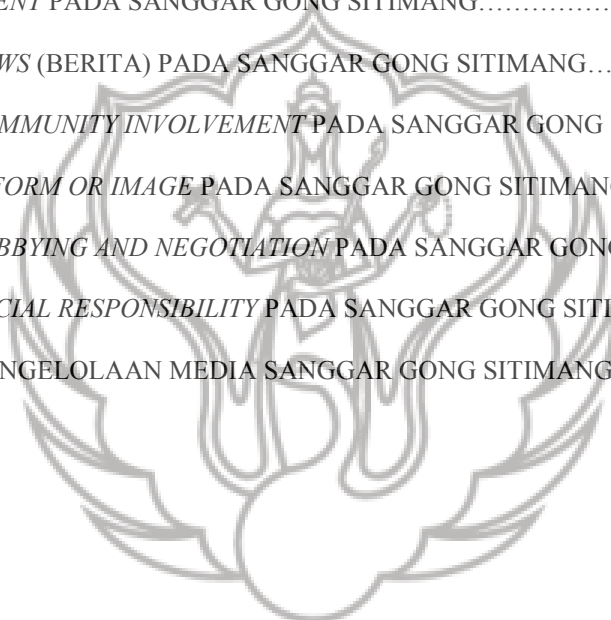 ENT PADA SANGGAR GONG SITIMANG……………
WS (BERITA) PADA SANGGAR GONG SITIMANG…
MMUNITY INVOLVEMENT PADA SANGGAR GONG
FORM OR IMAGE PADA SANGGAR GONG SITIMANG
BBYING AND NEGOTIATION PADA SANGGAR GONG
CIAL RESPONSIBILITY PADA SANGGAR GONG SITI
NGELOLAAN MEDIA SANGGAR GONG SITIMANG